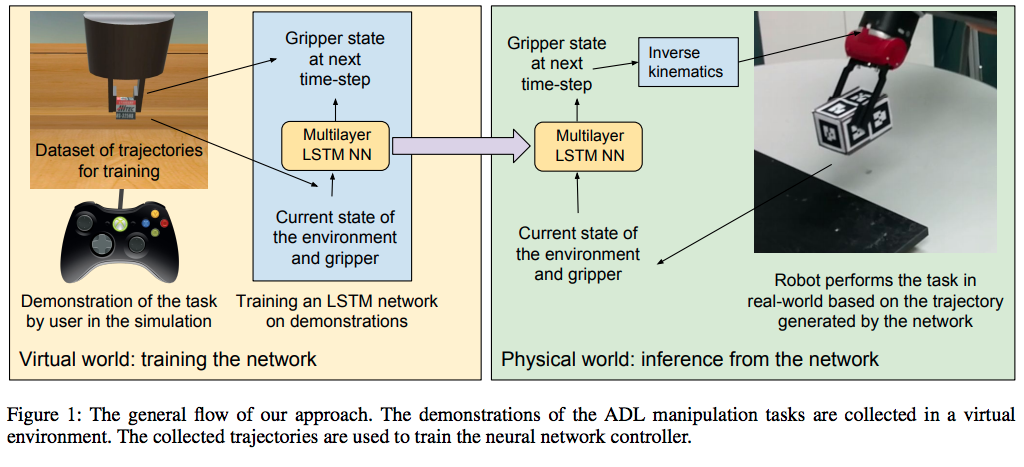 Gripper state
at next
time-step
Multilayer
LSTM NN
Dataset of trajectories
for training
Current state of
the environment
and gripper
Demonstration of the task
by user in the simulation
Training an LSTM network
on demonstrations
Virtual world: training the network
Gripper state
at next
time-step
Inverse
kinematics
Multilayer
LSTM NN
Current state of
the environment
and gripper
Robot performs the task in
real-world based on the trajectory
generated by the network
Physical world: inference from the network
Figure 1: The general flow of our approach. The demonstrations of the ADL manipulation tasks are collected in a virtual
environment. The collected trajectories are used to train the neural network controller.